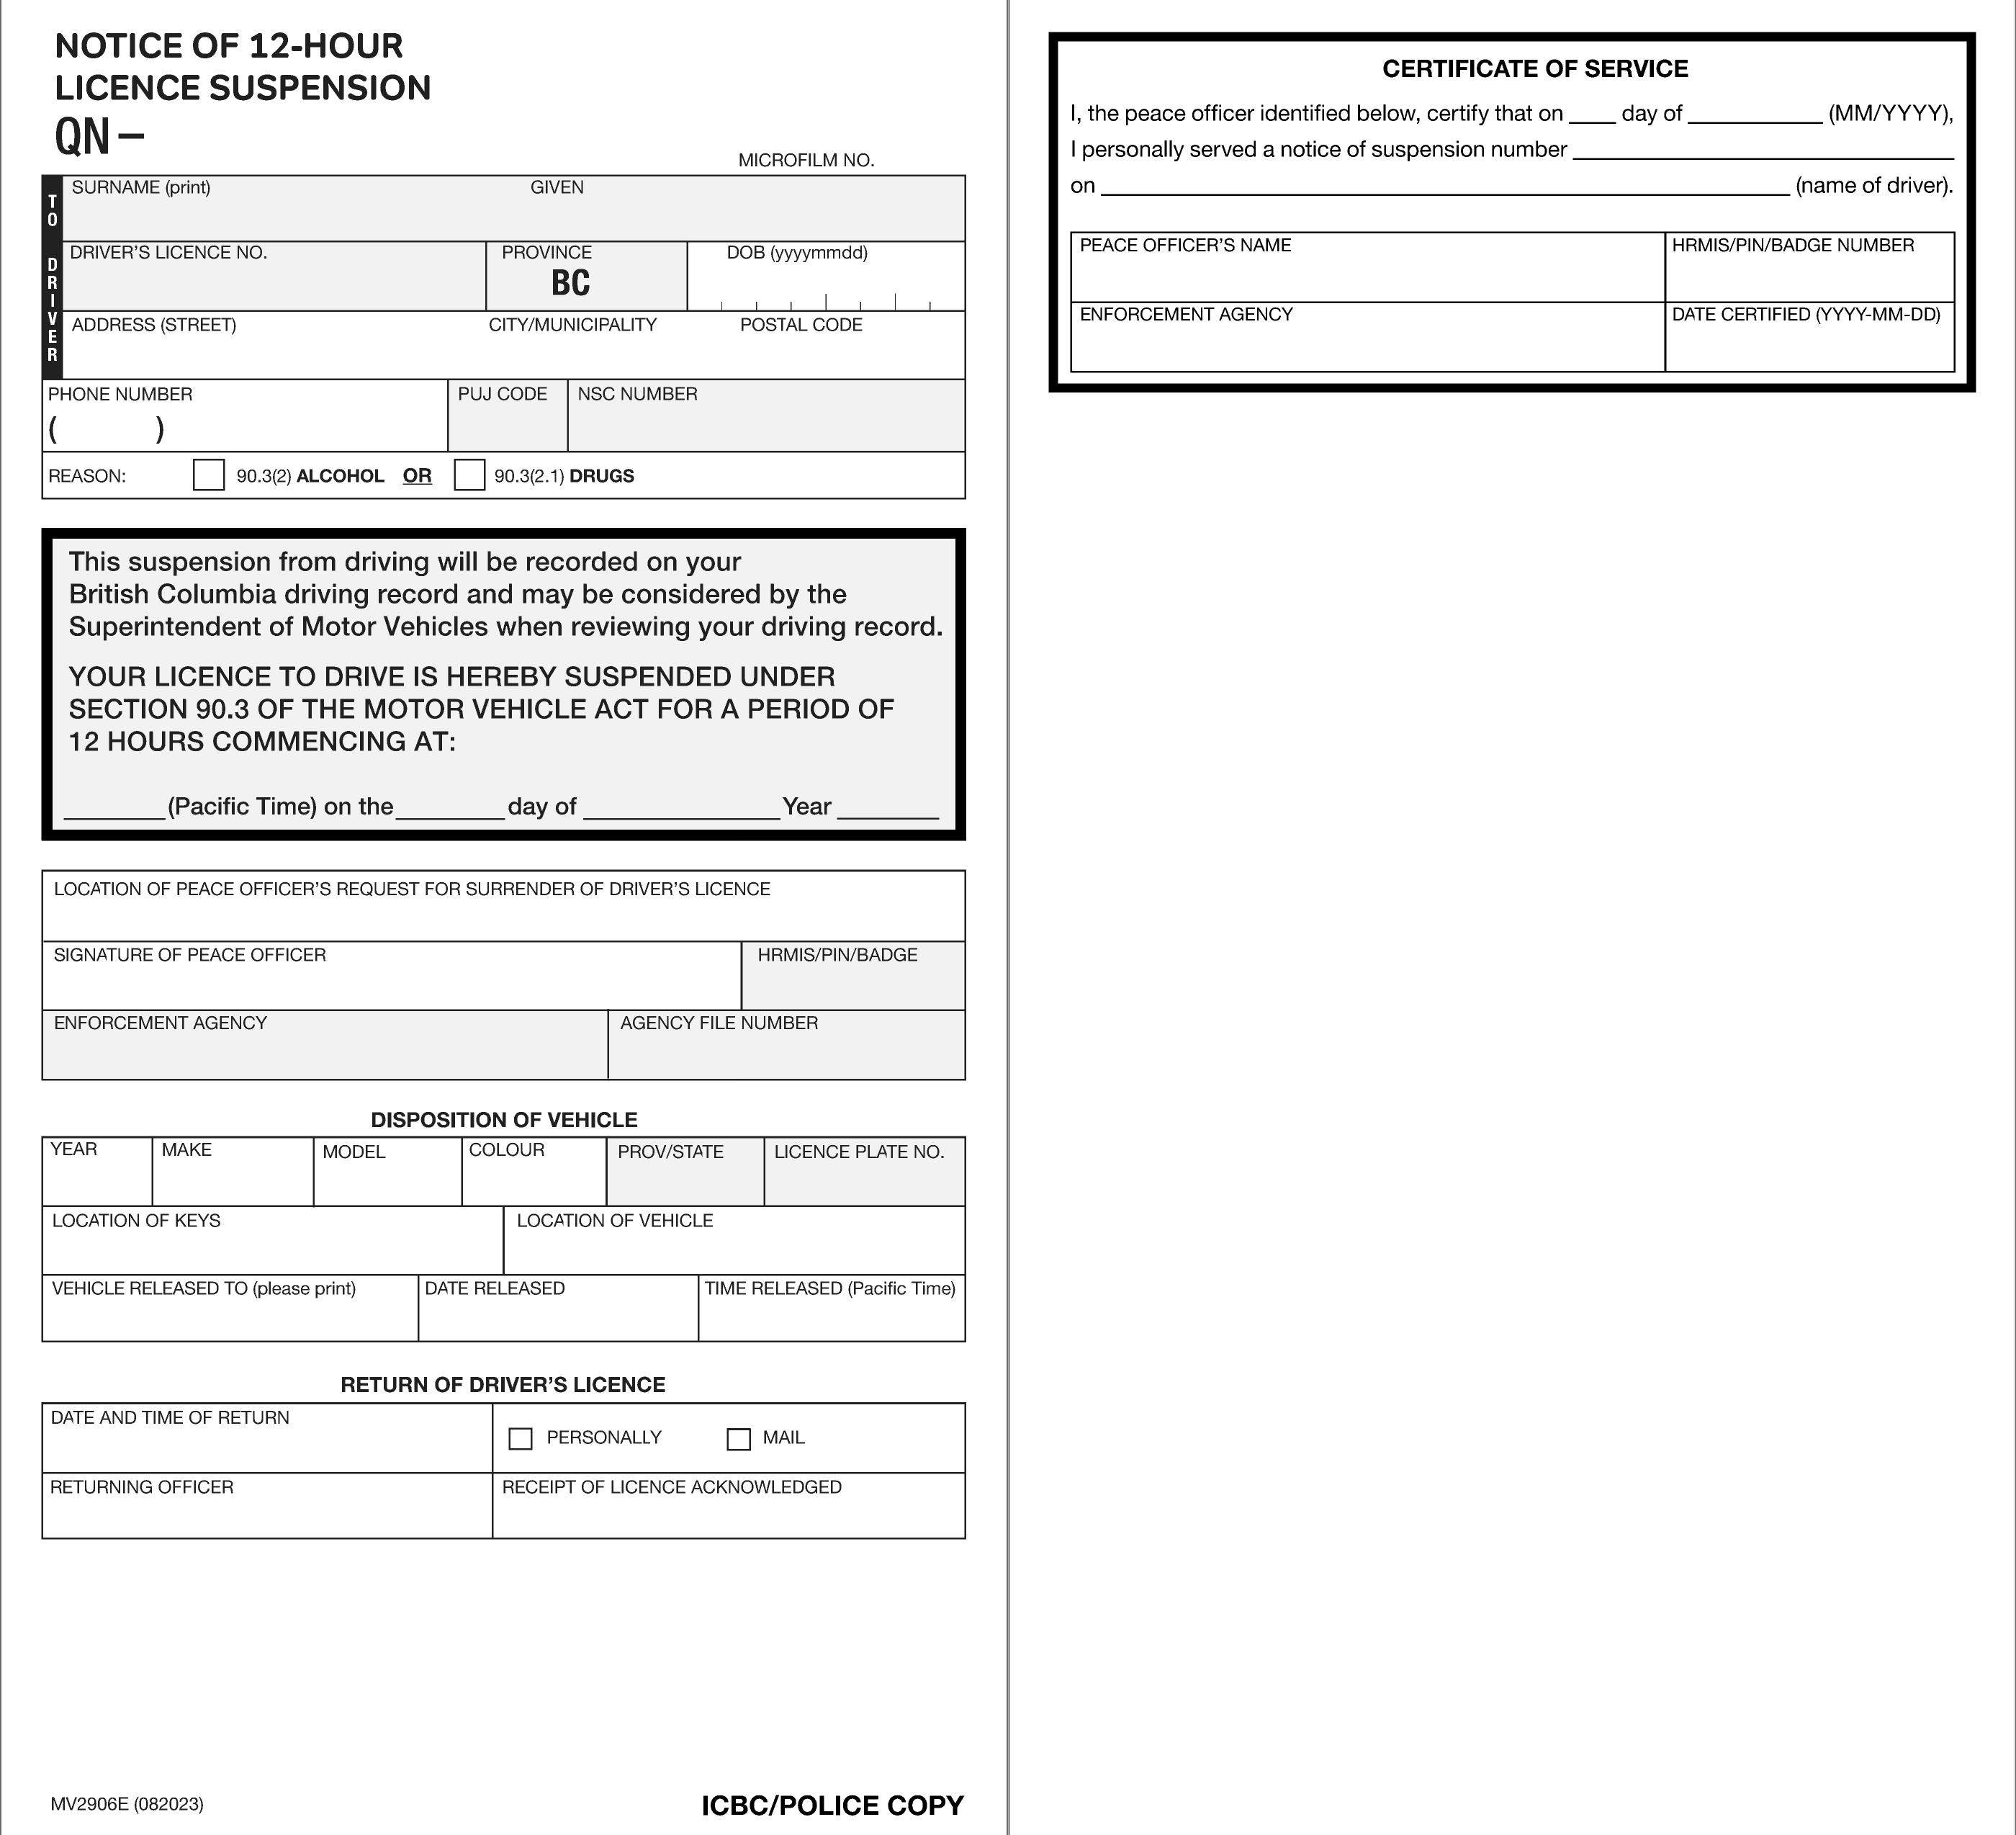 NOTICE OF 12-HOUR
LICENCE SUSPENSION
QN–
MICROFILM NO.
TO DRIVER
SURNAME (print) GIVEN
DRIVER'S LICENCE NO. PROVINCE DOB (yyyymmdd)
BC
ADDRESS (STREET) CITY/MUNICIPALITY POSTAL CODE
PHONE NUMBER PUJ CODE NSC NUMBER
( )
REASON: 90.3(2) ALCOHOL OR 90.3(2.1) DRUGS
This suspension from driving will be recorded on your
British Columbia driving record and may be considered by the
Superintendent of Motor Vehicles when reviewing your driving record.
YOUR LICENCE TO DRIVE IS HEREBY SUSPENDED UNDER
SECTION 90.3 OF THE MOTOR VEHICLE ACT FOR A PERIOD OF
12 HOURS COMMENCING AT:
________(Pacific Time) on the________day of ______________Year ________
LOCATION OF PEACE OFFICER'S REQUEST FOR SURRENDER OF DRIVER'S LICENCE
SIGNATURE OF PEACE OFFICER HRMIS/PIN/BADGE
ENFORCEMENT AGENCY AGENCY FILE NUMBER
DISPOSITION OF VEHICLE
YEAR MAKE MODEL COLOUR PROV/STATE LICENCE PLATE NO.
LOCATION OF KEYS LOCATION OF VEHICLE
VEHICLE RELEASED TO (please print) DATE RELEASED TIME RELEASED (Pacific Time)
RETURN OF DRIVER'S LICENCE
DATE AND TIME OF RETURN PERSONALLY MAIL
RETURNING OFFICER RECEIPT OF LICENCE ACKNOWLEDGED
MV2906E (082023) ICBC/POLICE COPY
CERTIFICATE OF SERVICE
I, the peace officer identified below, certify that on ____ day of ___________ (MM/YYYY),
I personally served a notice of suspension number ______________________________
on ______________________________________________________ (name of driver).
PEACE OFFICER'S NAME HRMIS/PIN/BADGE NUMBER
ENFORCEMENT AGENCY DATE CERTIFIED (YYYY-MM-DD)